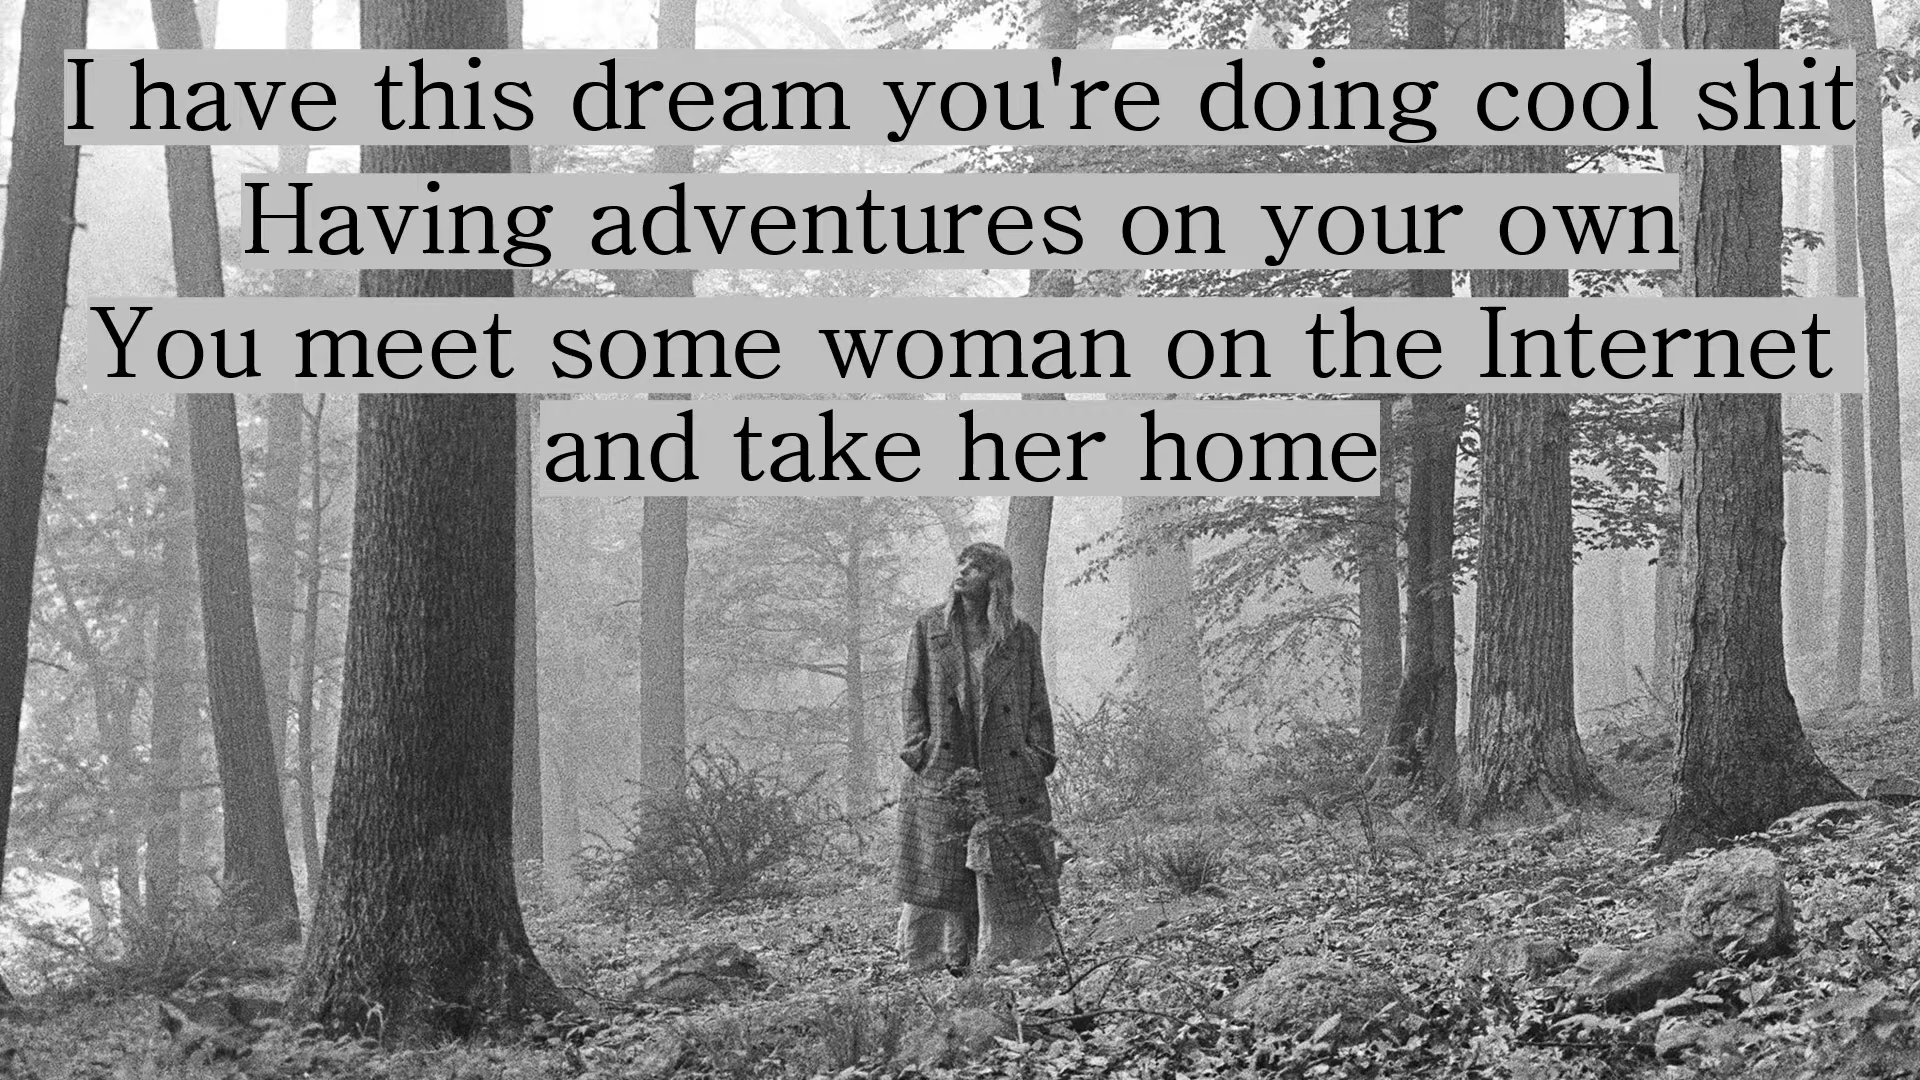 I have this dream you're doing cool shit
Having adventures on your own
You meet some woman on the Internet
and take her home